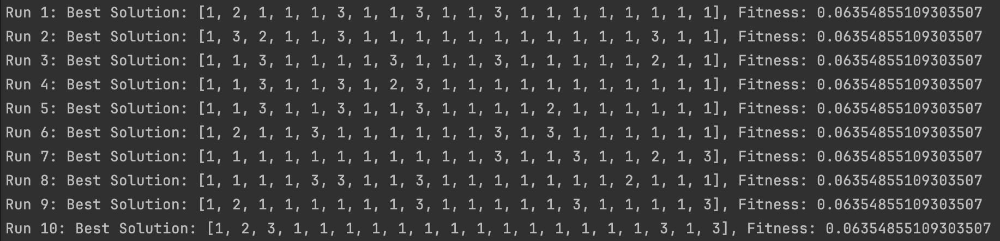 Run 1: Best Solution: [1, 2, 1, 1, 1, 3, 1, 1, 3, 1, 1, 3, 1, 1, 1, 1, 1, 1, 1, 1], Fitness: 0.06354855109303507
Run 2: Best Solution: [1, 3, 2, 1, 1, 3, 1, 1, 1, 1, 1, 1, 1, 1, 1, 1, 1, 3, 1, 1], Fitness: 0.06354855109303507
Run 3: Best Solution: [1, 1, 3, 1, 1, 1, 1, 3, 1, 1, 1, 3, 1, 1, 1, 1, 1, 2, 1, 1], Fitness: 0.06354855109303507
Run 4: Best Solution: [1, 1, 3, 1, 1, 3, 1, 2, 3, 1, 1, 1, 1, 1, 1, 1, 1, 1, 1, 1], Fitness: 0.06354855109303507
Run 5: Best Solution: [1, 1, 3, 1, 1, 3, 1, 1, 3, 1, 1, 1, 1, 2, 1, 1, 1, 1, 1, 1], Fitness: 0.06354855109303507
Run 6: Best Solution: [1, 2, 1, 1, 3, 1, 1, 1, 1, 1, 1, 3, 1, 3, 1, 1, 1, 1, 1, 1], Fitness: 0.06354855109303507
Run 7: Best Solution: [1, 1, 1, 1, 1, 1, 1, 1, 1, 1, 1, 3, 1, 1, 3, 1, 1, 2, 1, 3], Fitness: 0.06354855109303507
Run 8: Best Solution: [1, 1, 1, 1, 3, 3, 1, 1, 3, 1, 1, 1, 1, 1, 1, 1, 2, 1, 1, 1], Fitness: 0.06354855109303507
Run 9: Best Solution: [1, 2, 1, 1, 1, 1, 1, 1, 3, 1, 1, 1, 1, 1, 3, 1, 1, 1, 1, 3], Fitness: 0.06354855109303507
Run 10: Best Solution: [1, 2, 3, 1, 1, 1, 1, 1, 1, 1, 1, 1, 1, 1, 1, 1, 1, 3, 1, 3], Fitness: 0.06354855109303507